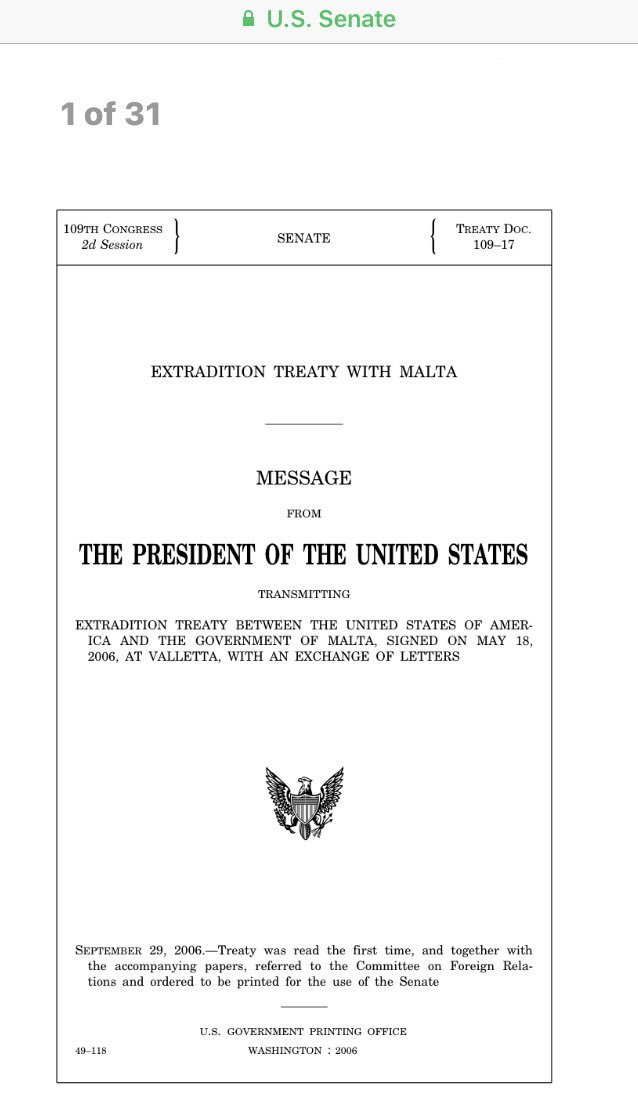 U.S. Senate
1 of 31
109TH CONGRESS
2d Session
SENATE
TREATY DOC.
109–17
EXTRADITION TREATY WITH MALTA
MESSAGE
FROM
THE PRESIDENT OF THE UNITED STATES
TRANSMITTING
EXTRADITION TREATY BETWEEN THE UNITED STATES OF AMER-
ICA AND THE GOVERNMENT OF MALTA, SIGNED ON MAY 18,
2006, AT VALLETTA, WITH AN EXCHANGE OF LETTERS
SEPTEMBER 29, 2006.—Treaty was read the first time, and together with
the accompanying papers, referred to the Committee on Foreign Rela-
tions and ordered to be printed for the use of the Senate
U.S. GOVERNMENT PRINTING OFFICE
49–118 WASHINGTON : 2006